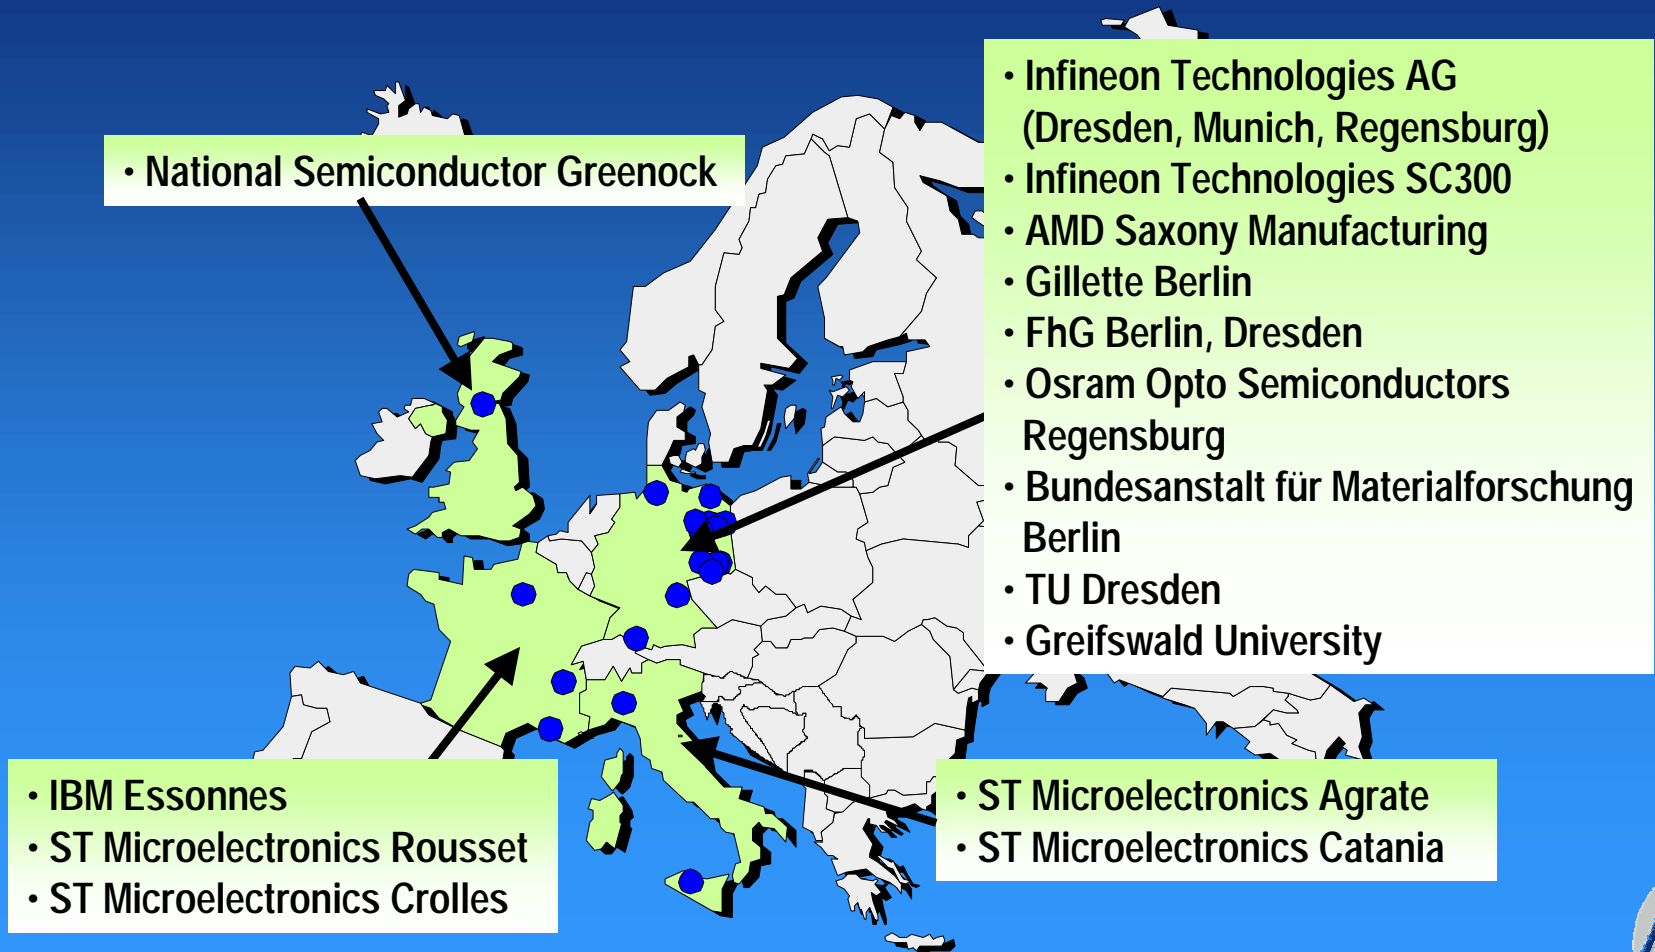 • National Semiconductor Greenock
• Infineon Technologies AG
(Dresden, Munich, Regensburg)
• Infineon Technologies SC300
• AMD Saxony Manufacturing
• Gillette Berlin
• FhG Berlin, Dresden
• Osram Opto Semiconductors
Regensburg
• Bundesanstalt für Materialforschung
Berlin
• TU Dresden
• Greifswald University
• IBM Essonnes
• ST Microelectronics Rousset
• ST Microelectronics Crolles
• ST Microelectronics Agrate
• ST Microelectronics Catania